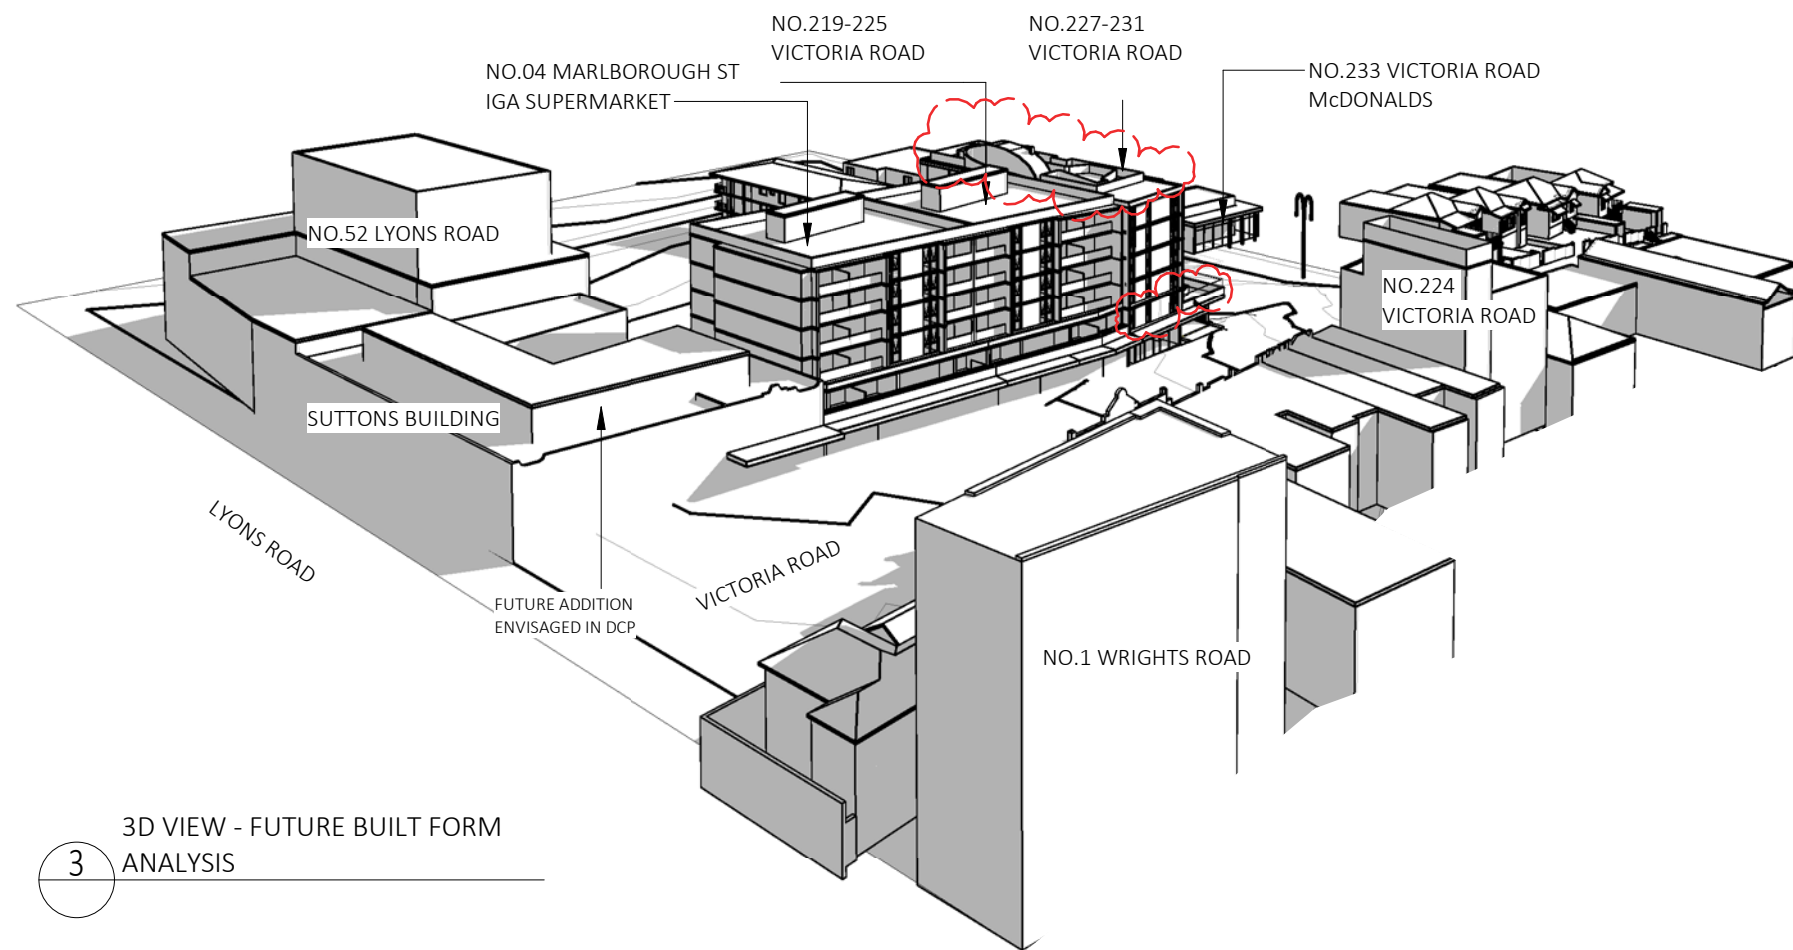 NO.219-225
VICTORIA ROAD
NO.227-231
VICTORIA ROAD
NO.04 MARLBOROUGH ST
IGA SUPERMARKET
NO.233 VICTORIA ROAD
McDONALDS
NO.52 LYONS ROAD
NO.224
VICTORIA ROAD
SUTTONS BUILDING
LYONS ROAD
VICTORIA ROAD
FUTURE ADDITION
ENVISAGED IN DCP
NO.1 WRIGHTS ROAD
3
3D VIEW - FUTURE BUILT FORM
ANALYSIS